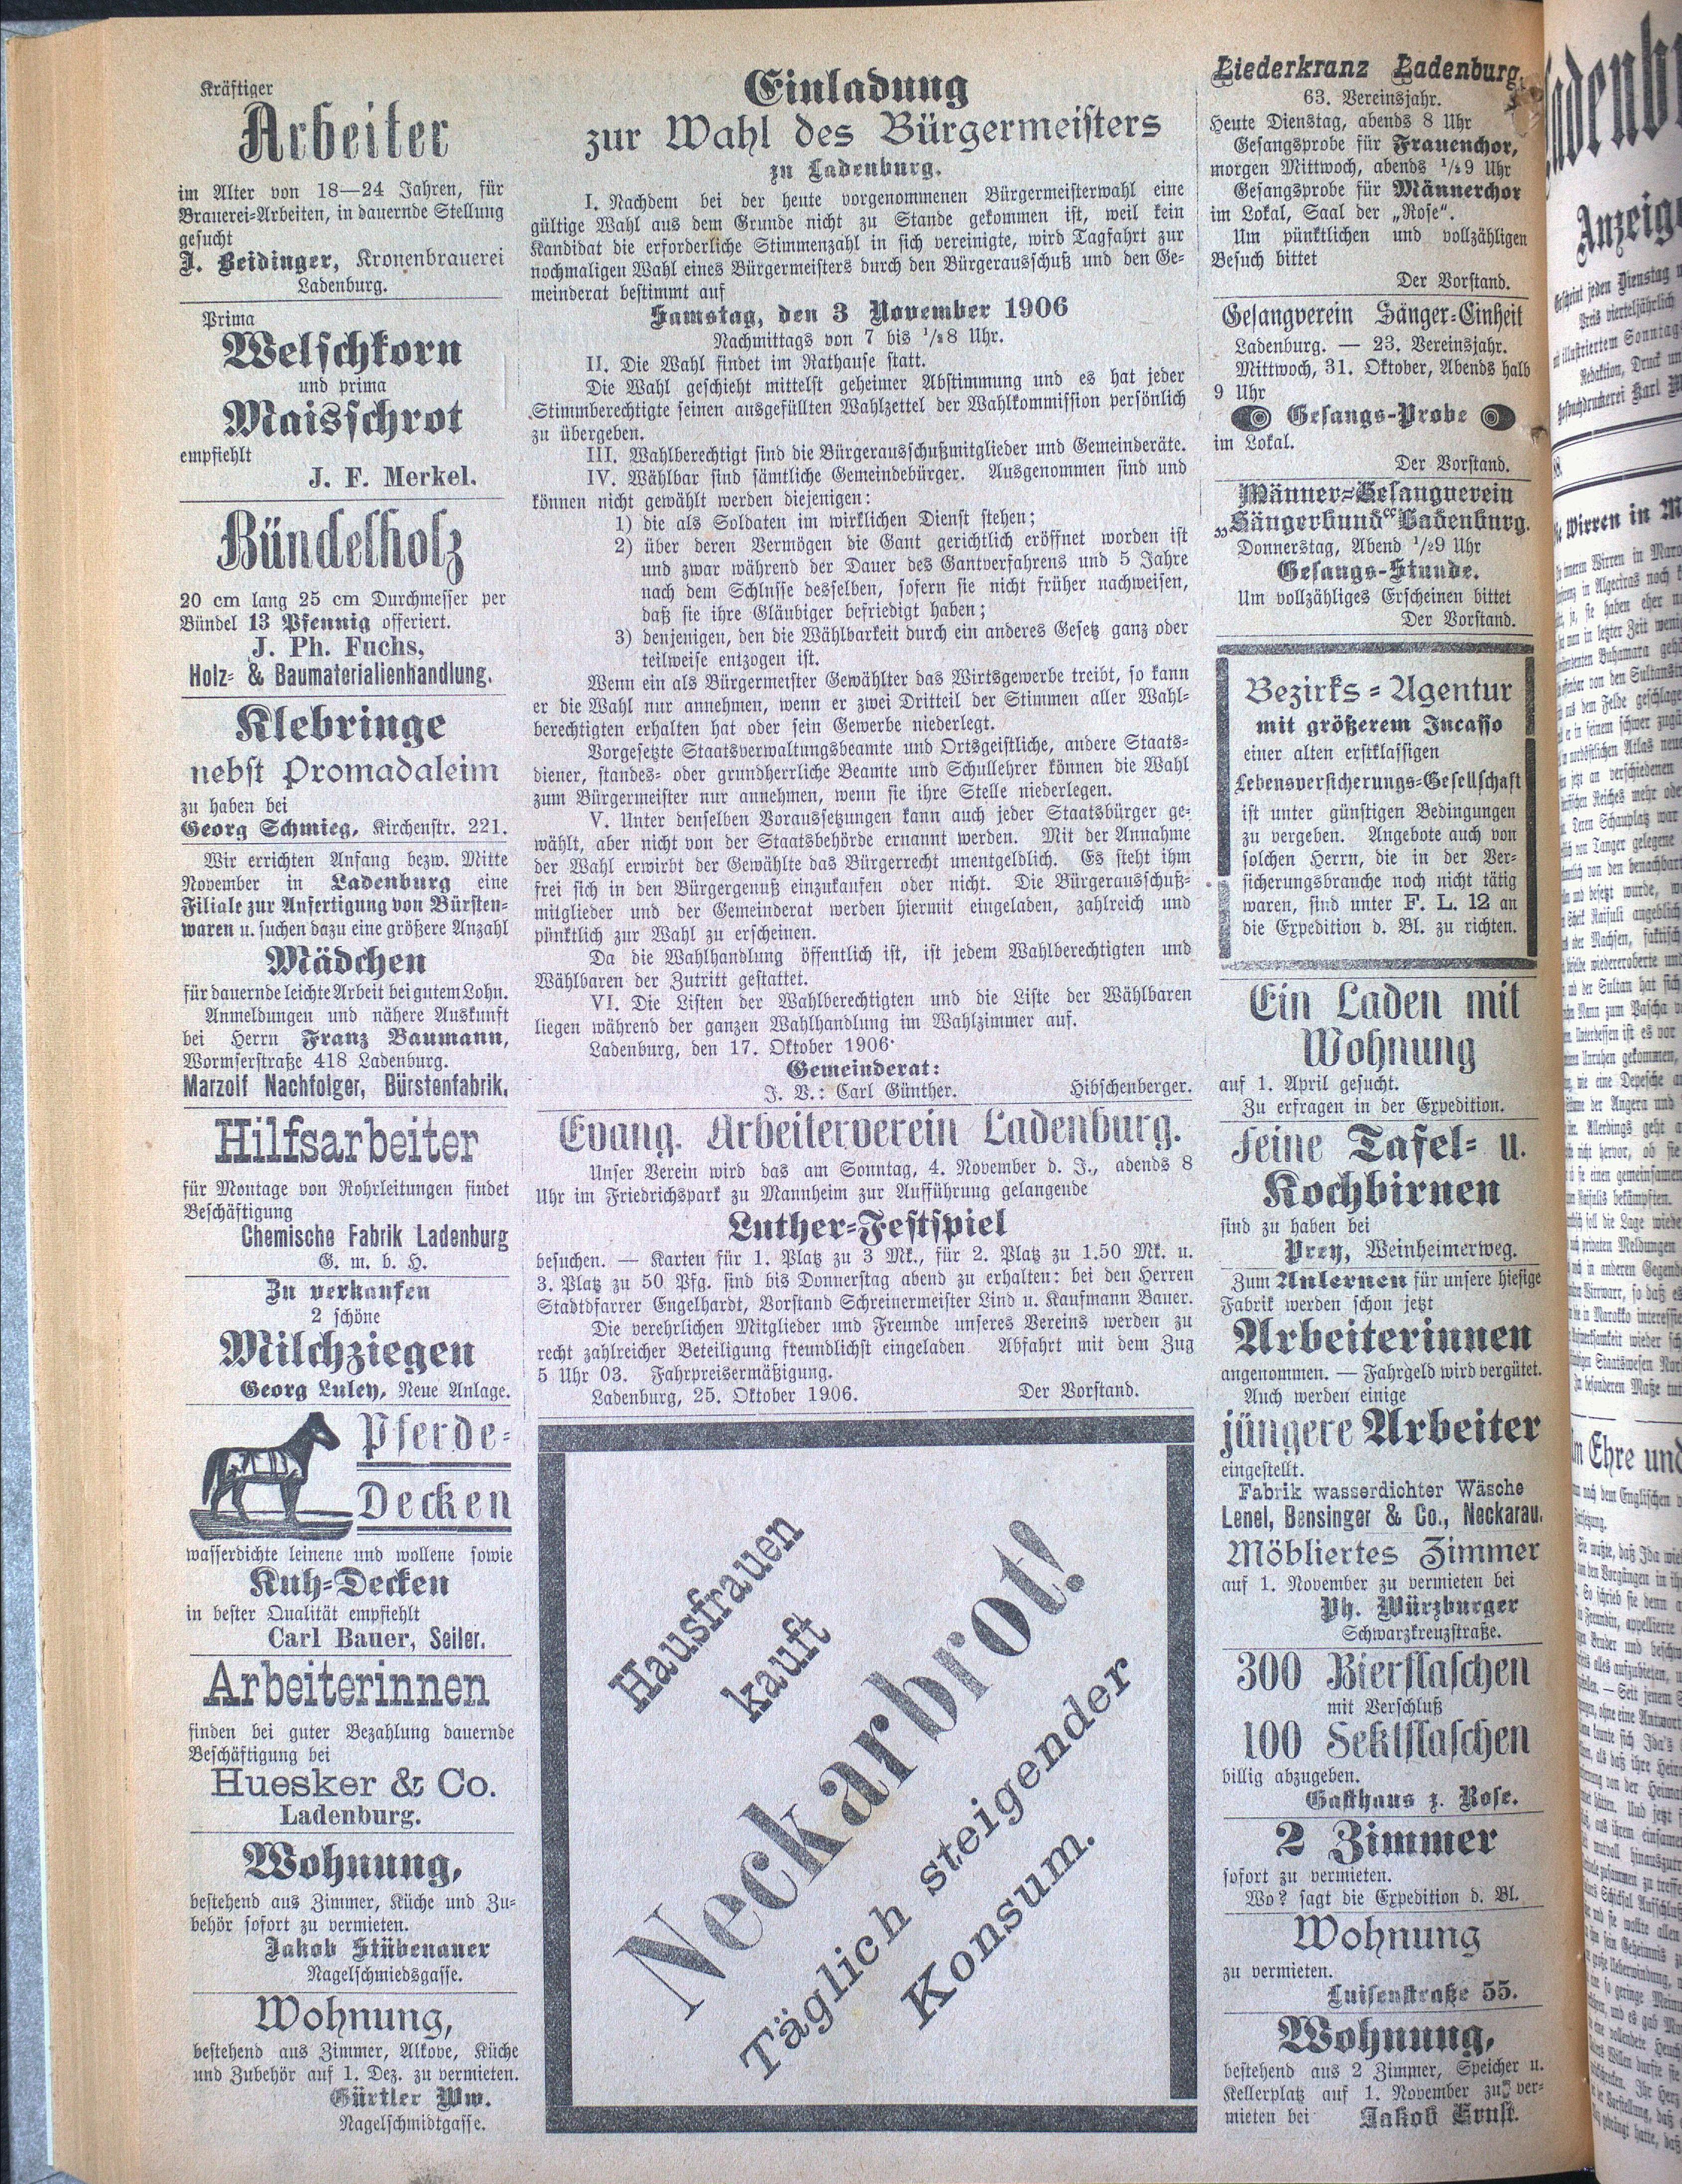 Kräftiger
Arbeiter
im Alter von 18—24 Jahren, für
Brauerei-Arbeiten, in dauernde Stellung
gesucht
J. Beidinger, Kronenbrauerei
Ladenburg.
Prima
Welschkorn
und prima
Maisschrot
empfiehlt
J. F. Merkel.
Bündelholz
20 cm lang 25 cm Durchmesser per
Bündel 13 Pfennig offeriert.
J. Ph. Fuchs,
Holz- & Baumaterialienhandlung.
Klebringe
nebst Promadaleim
zu haben bei
Georg Schmieg, Kirchenstr. 221.
Wir errichten Anfang bezw. Mitte
November in Ladenburg eine
Filiale zur Anfertigung von Bürsten-
waren u. suchen dazu eine größere Anzahl
Mädchen
für dauernde leichte Arbeit bei gutem Lohn.
Anmeldungen und nähere Auskunft
bei Herrn Franz Baumann,
Wormserstraße 418 Ladenburg.
Marzolf Nachfolger, Bürstenfabrik.
Hilfsarbeiter
für Montage von Rohrleitungen findet
Beschäftigung
Chemische Fabrik Ladenburg
G. m. b. H.
Zu verkaufen
2 schöne
Milchziegen
Georg Luley, Neue Anlage.
Pferde-
Decken
wasserdichte leinene und wollene sowie
Kuh-Decken
in bester Qualität empfiehlt
Carl Bauer, Seiler.
Arbeiterinnen
finden bei guter Bezahlung dauernde
Beschäftigung bei
Huesker & Co.
Ladenburg.
Wohnung,
bestehend aus Zimmer, Küche und Zu-
behör sofort zu vermieten.
Jakob Stübenauer
Nagelschmiedsgasse.
Wohnung,
bestehend aus Zimmer, Alkove, Küche
und Zubehör auf 1. Dez. zu vermieten.
Gürtler Ww.
Nagelschmidtgasse.
Einladung
zur Wahl des Bürgermeisters
zu Ladenburg.
I. Nachdem bei der heute vorgenommenen Bürgermeisterwahl eine
gültige Wahl aus dem Grunde nicht zu Stande gekommen ist, weil kein
Kandidat die erforderliche Stimmenzahl in sich vereinigte, wird Tagfahrt zur
nochmaligen Wahl eines Bürgermeisters durch den Bürgerausschuß und den Ge-
meinderat bestimmt auf
Samstag, den 3 November 1906
Nachmittags von 7 bis 1/28 Uhr.
II. Die Wahl findet im Rathause statt.
Die Wahl geschieht mittelst geheimer Abstimmung und es hat jeder
Stimmberechtigte seinen ausgefüllten Wahlzettel der Wahlkommission persönlich
zu übergeben.
III. Wahlberechtigt sind die Bürgerausschußmitglieder und Gemeinderäte.
IV. Wählbar sind sämtliche Gemeindebürger. Ausgenommen sind und
können nicht gewählt werden diejenigen:
1) die als Soldaten im wirklichen Dienst stehen;
2) über deren Vermögen die Gant gerichtlich eröffnet worden ist
und zwar während der Dauer des Gantverfahrens und 5 Jahre
nach dem Schlusse desselben, sofern sie nicht früher nachweisen,
daß sie ihre Gläubiger befriedigt haben;
3) denjenigen, den die Wählbarkeit durch ein anderes Gesetz ganz oder
teilweise entzogen ist.
Wenn ein als Bürgermeister Gewählter das Wirtsgewerbe treibt, so kann
er die Wahl nur annehmen, wenn er zwei Dritteil der Stimmen aller Wahl-
berechtigten erhalten hat oder sein Gewerbe niederlegt.
Vorgesetzte Staatsverwaltungsbeamte und Ortsgeistliche, andere Staats-
diener, standes- oder grundherrliche Beamte und Schullehrer können die Wahl
zum Bürgermeister nur annehmen, wenn sie ihre Stelle niederlegen.
V. Unter denselben Voraussetzungen kann auch jeder Staatsbürger ge-
wählt, aber nicht von der Staatsbehörde ernannt werden. Mit der Annahme
der Wahl erwirbt der Gewählte das Bürgerrecht unentgeldlich. Es steht ihm
frei sich in den Bürgergenuß einzukaufen oder nicht. Die Bürgerausschuß-
mitglieder und der Gemeinderat werden hiermit eingeladen, zahlreich und
pünktlich zur Wahl zu erscheinen.
Da die Wahlhandlung öffentlich ist, ist jedem Wahlberechtigten und
Wählbaren der Zutritt gestattet.
VI. Die Listen der Wahlberechtigten und die Liste der Wählbaren
liegen während der ganzen Wahlhandlung im Wahlzimmer auf.
Ladenburg, den 17. Oktober 1906.
Gemeinderat:
J. V.: Carl Günther. Hibschenberger.
Evang. Arbeiterverein Ladenburg.
Unser Verein wird das am Sonntag, 4. November d. J., adends 8
Uhr im Friedrichspark zu Mannheim zur Aufführung gelangende
Luther-Festspiel
besuchen. — Karten für 1. Platz zu 3 Mk., für 2. Platz zu 1.50 Mk. u.
3. Platz zu 50 Pfg. sind bis Donnerstag abend zu erhalten: bei den Herren
Stadtdfarrer Engelhardt, Vorstand Schreinermeister Lind u. Kaufmann Bauer.
Die verehrlichen Mitglieder und Freunde unseres Vereins werden zu
recht zahlreicher Beteiligung freundlichst eingeladen. Abfahrt mit dem Zug
5 Uhr 03. Fahrpreisermäßigung.
Ladenburg, 25. Oktober 1906. Der Vorstand.
Hausfrauen
kauft
Neckarbrot!
Täglich steigender
Konsum.
Liederkranz Ladenburg.
63. Vereinsjahr.
Heute Dienstag, abends 8 Uhr
Gesangsprobe für Frauenchor,
morgen Mittwoch, abends 1/29 Uhr
Gesangsprobe für Männerchor
im Lokal, Saal der „Rose“.
Um pünktlichen und vollzähligen
Besuch bittet
Der Vorstand.
Gesangverein Sänger-Einheit
Ladenburg. — 23. Vereinsjahr.
Mittwoch, 31. Oktober, Abends halb
9 Uhr
Gesangs-Probe
im Lokal.
Der Vorstand.
Männer-Gesangverein
„Sängerbund“ Ladenburg.
Donnerstag, Abend 1/29 Uhr
Gesangs-Stunde.
Um vollzähliges Erscheinen bittet
Der Vorstand.
Bezirks-Agentur
mit größerem Incasso
einer alten erstklassigen
Lebensversicherungs-Gesellschaft
ist unter günstigen Bedingungen
zu vergeben. Angebote auch von
solchen Herrn, die in der Ver-
sicherungsbranche noch nicht tätig
waren, sind unter F. L. 12 an
die Expedition d. Bl. zu richten.
Ein Laden mit
Wohnung
auf 1. April gesucht.
Zu erfragen in der Expedition.
Feine Tafel- u.
Kochbirnen
sind zu haben bei
Prey, Weinheimerweg.
Zum Anlernen für unsere hiesige
Fabrik werden schon jetzt
Arbeiterinnen
angenommen. — Fahrgeld wird vergütet.
Auch werden einige
jüngere Arbeiter
eingestellt.
Fabrik wasserdichter Wäsche
Lenel, Bensinger & Co., Neckarau.
Möbliertes Zimmer
auf 1. November zu vermieten bei
Ph. Würzburger
Schwarzkreuzstraße.
300 Bierflaschen
mit Verschluß
100 Sektflaschen
billig abzugeben.
Gasthaus z. Rose.
2 Zimmer
sofort zu vermieten.
Wo? sagt die Expedition d. Bl.
Wohnung
zu vermieten.
Luisenstraße 55.
Wohnung,
bestehend aus 2 Zimmer, Speicher u.
Kellerplatz auf 1. November zu ver-
mieten bei Jakob Ernst.